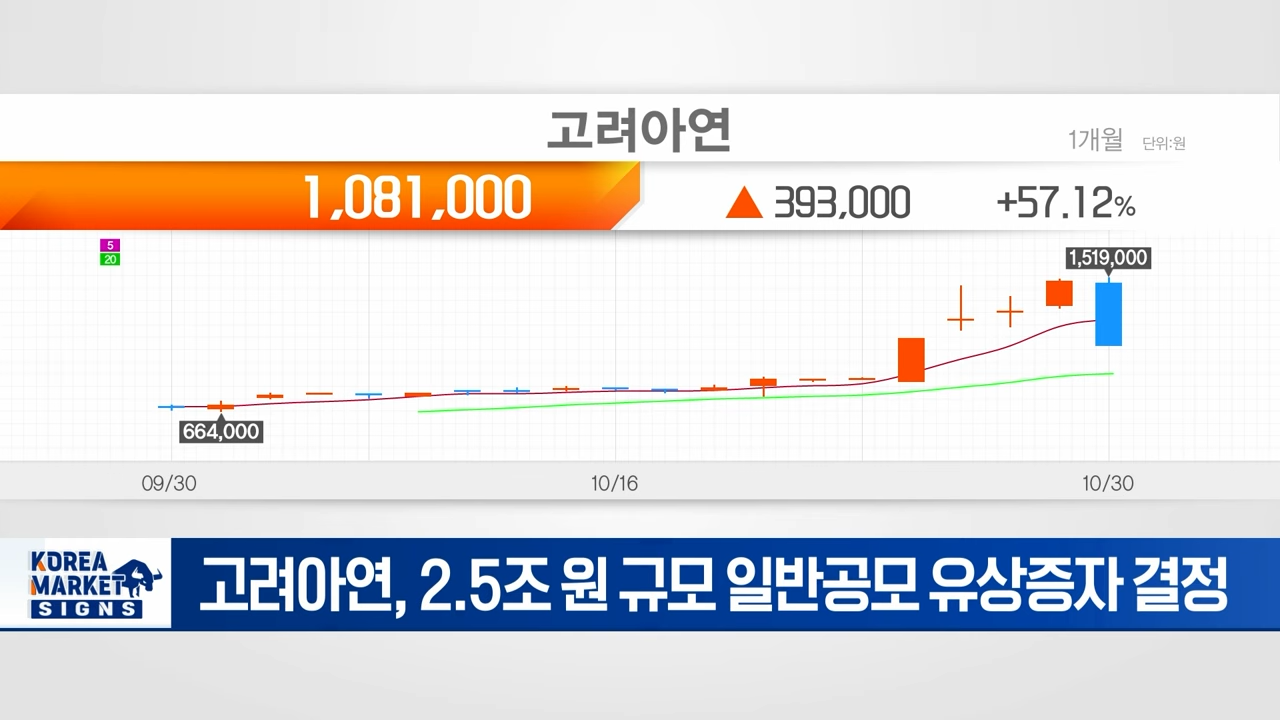 고려아연
1개월 단위:원
1,081,000
▲ 393,000 +57.12%
5
20
1,519,000
664,000
09/30 10/16 10/30
KOREA
MARKET
SIGNS
고려아연, 2.5조 원 규모 일반공모 유상증자 결정